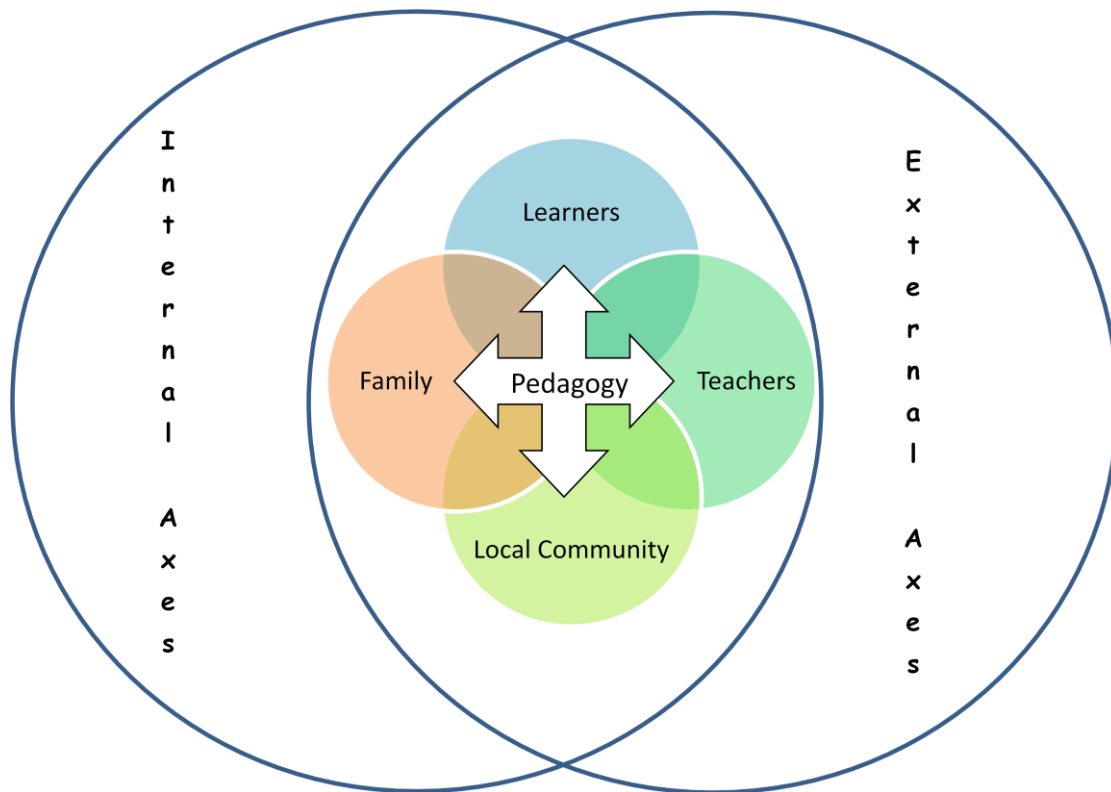 Internal Axes
Learners
Family
Pedagogy
Teachers
Local Community
External Axes